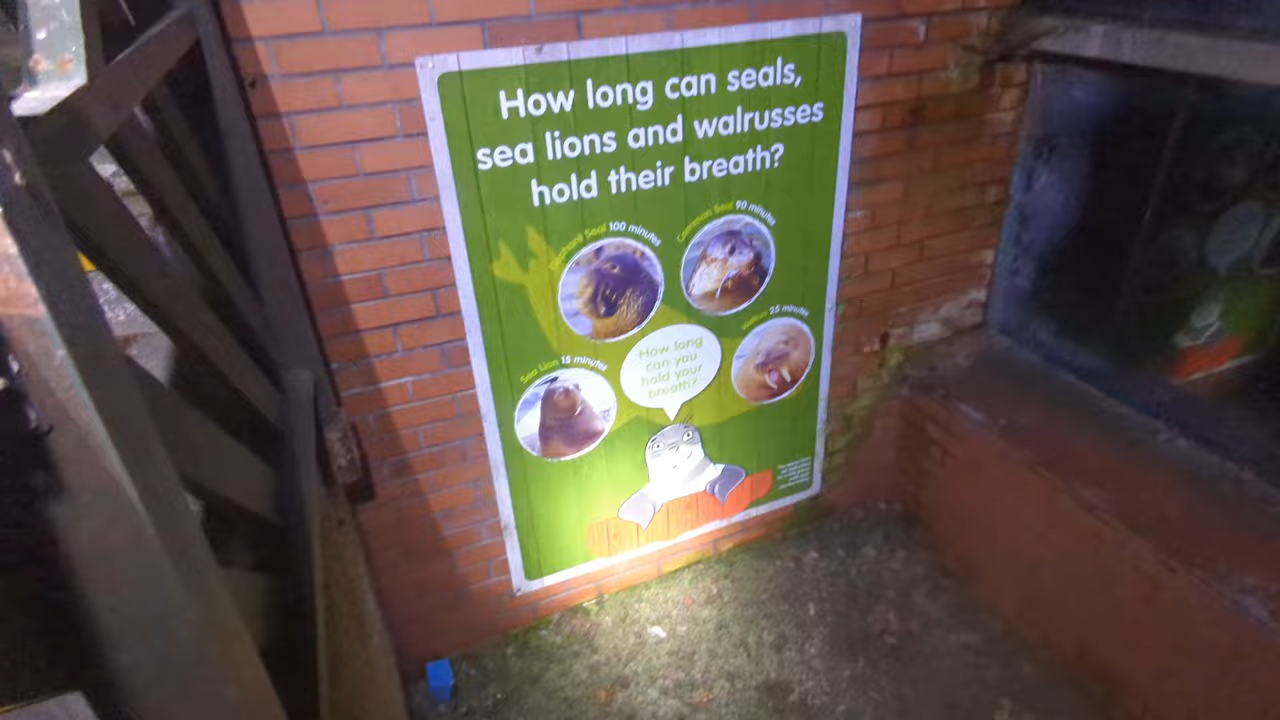 How long can seals,
sea lions and walrusses
hold their breath?
Elephant Seal 100 minutes
Common Seal 90 minutes
Walrus 25 minutes
Sea Lion 15 minutes
How long
can you
hold your
breath?